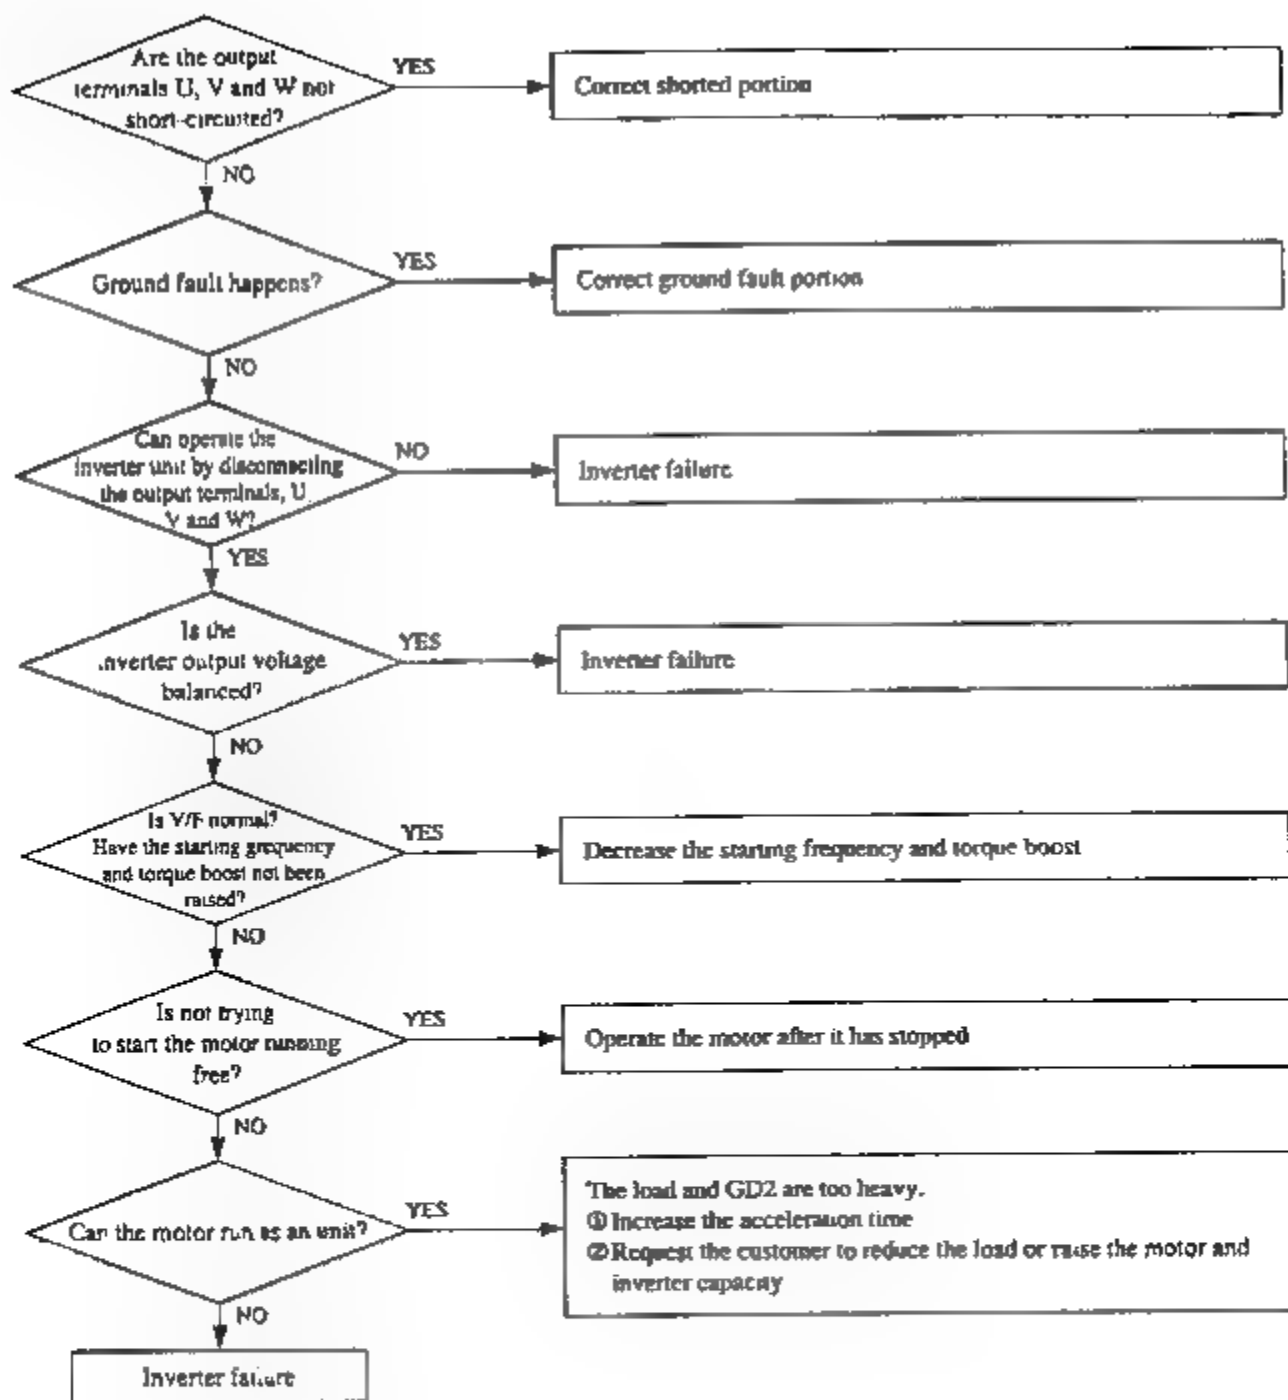 Are the output
terminals U, V and W not
short-circuited?
YES
Correct shorted portion
NO
Ground fault happens?
YES
Correct ground fault portion
NO
Can operate the
inverter unit by disconnecting
the output terminals, U
V and W?
NO
Inverter failure
YES
Is the
inverter output voltage
balanced?
YES
Inverter failure
NO
Is V/F normal?
Have the starting grequency
and torque boost not been
raised?
YES
Decrease the starting frequency and torque boost
NO
Is not trying
to start the motor running
free?
YES
Operate the motor after it has stopped
NO
Can the motor run as an unit?
YES
The load and GD2 are too heavy.
① Increase the acceleration time
② Request the customer to reduce the load or raise the motor and
inverter capacity
NO
Inverter failure